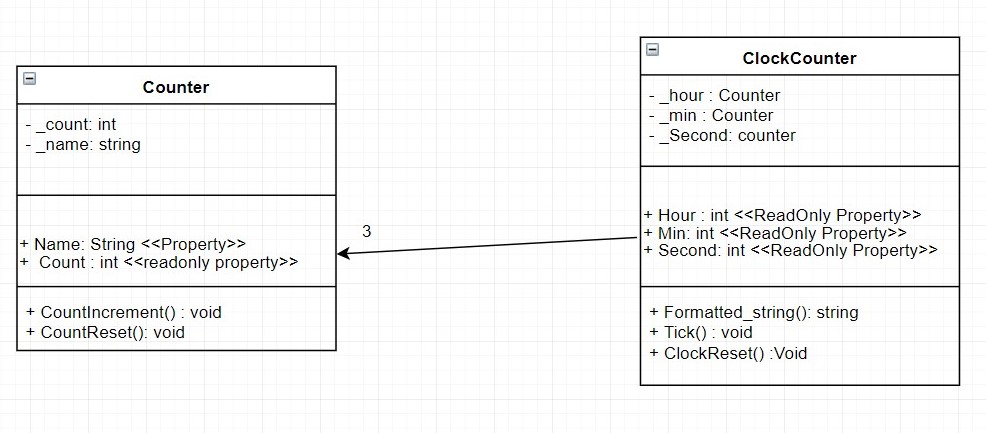 Counter
- _count: int
- _name: string
+ Name: String <<Property>>
+ Count : int <<readonly property>>
+ CountIncrement() : void
+ CountReset(): void
3
ClockCounter
- _hour : Counter
- _min : Counter
- _Second: counter
+ Hour : int <<ReadOnly Property>>
+ Min: int <<ReadOnly Property>>
+ Second: int <<ReadOnly Property>>
+ Formatted_string(): string
+ Tick() : void
+ ClockReset() :Void